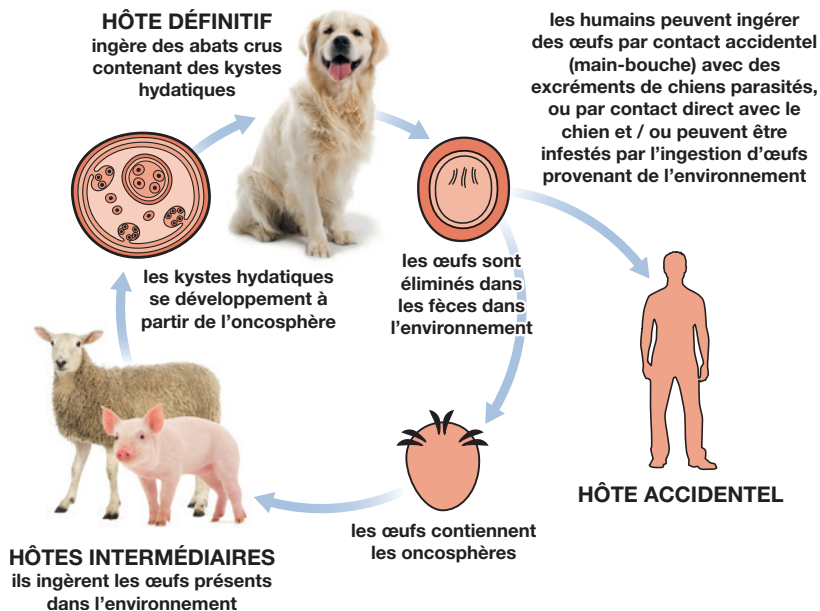 HÔTE DÉFINITIF
ingère des abats crus
contenant des kystes
hydatiques
les humains peuvent ingérer
des œufs par contact accidentel
(main-bouche) avec des
excréments de chiens parasités,
ou par contact direct avec le
chien et / ou peuvent être
infestés par l’ingestion d’œufs
provenant de l’environnement
les œufs sont
éliminés dans
les fèces dans
l’environnement
les kystes hydatiques
se développement à
partir de l’oncosphère
HÔTE ACCIDENTEL
les œufs contiennent
les oncosphères
HÔTES INTERMÉDIAIRES
ils ingèrent les œufs présents
dans l’environnement